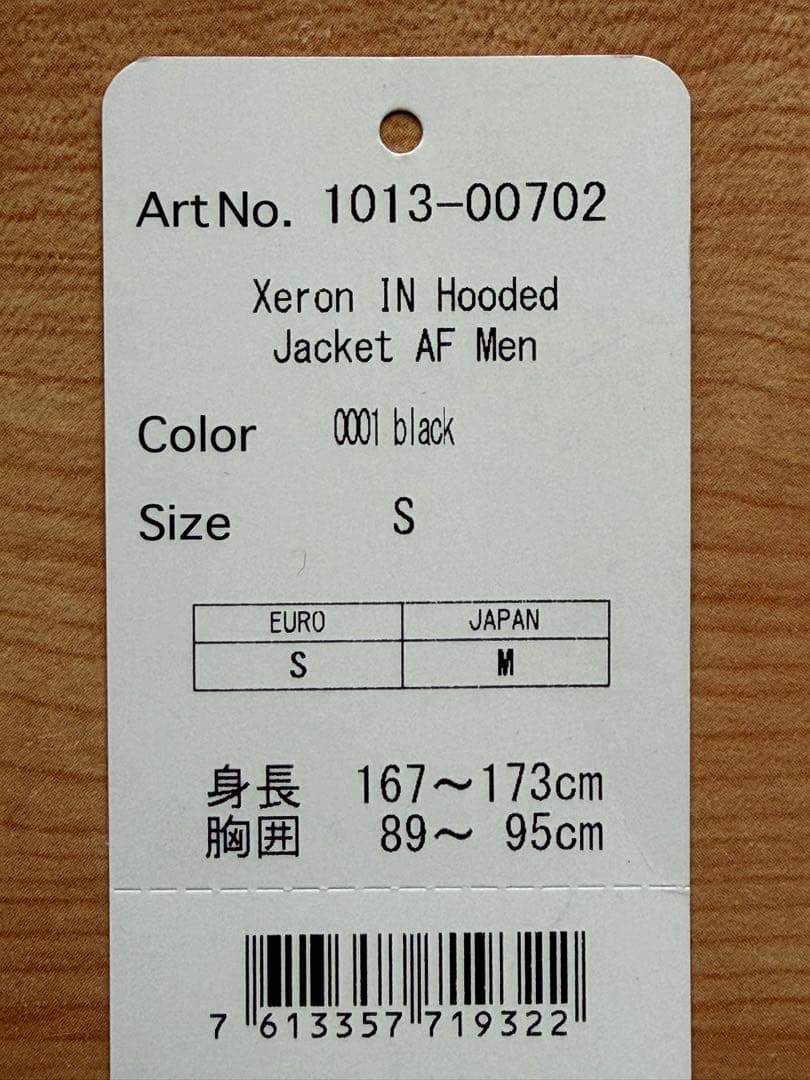 Art No. 1013-00702
Xeron IN Hooded
Jacket AF Men
Color 0001 black
Size S
EURO JAPAN
S M
身長 167～173cm
胸囲 89～ 95cm
7 613357 719322